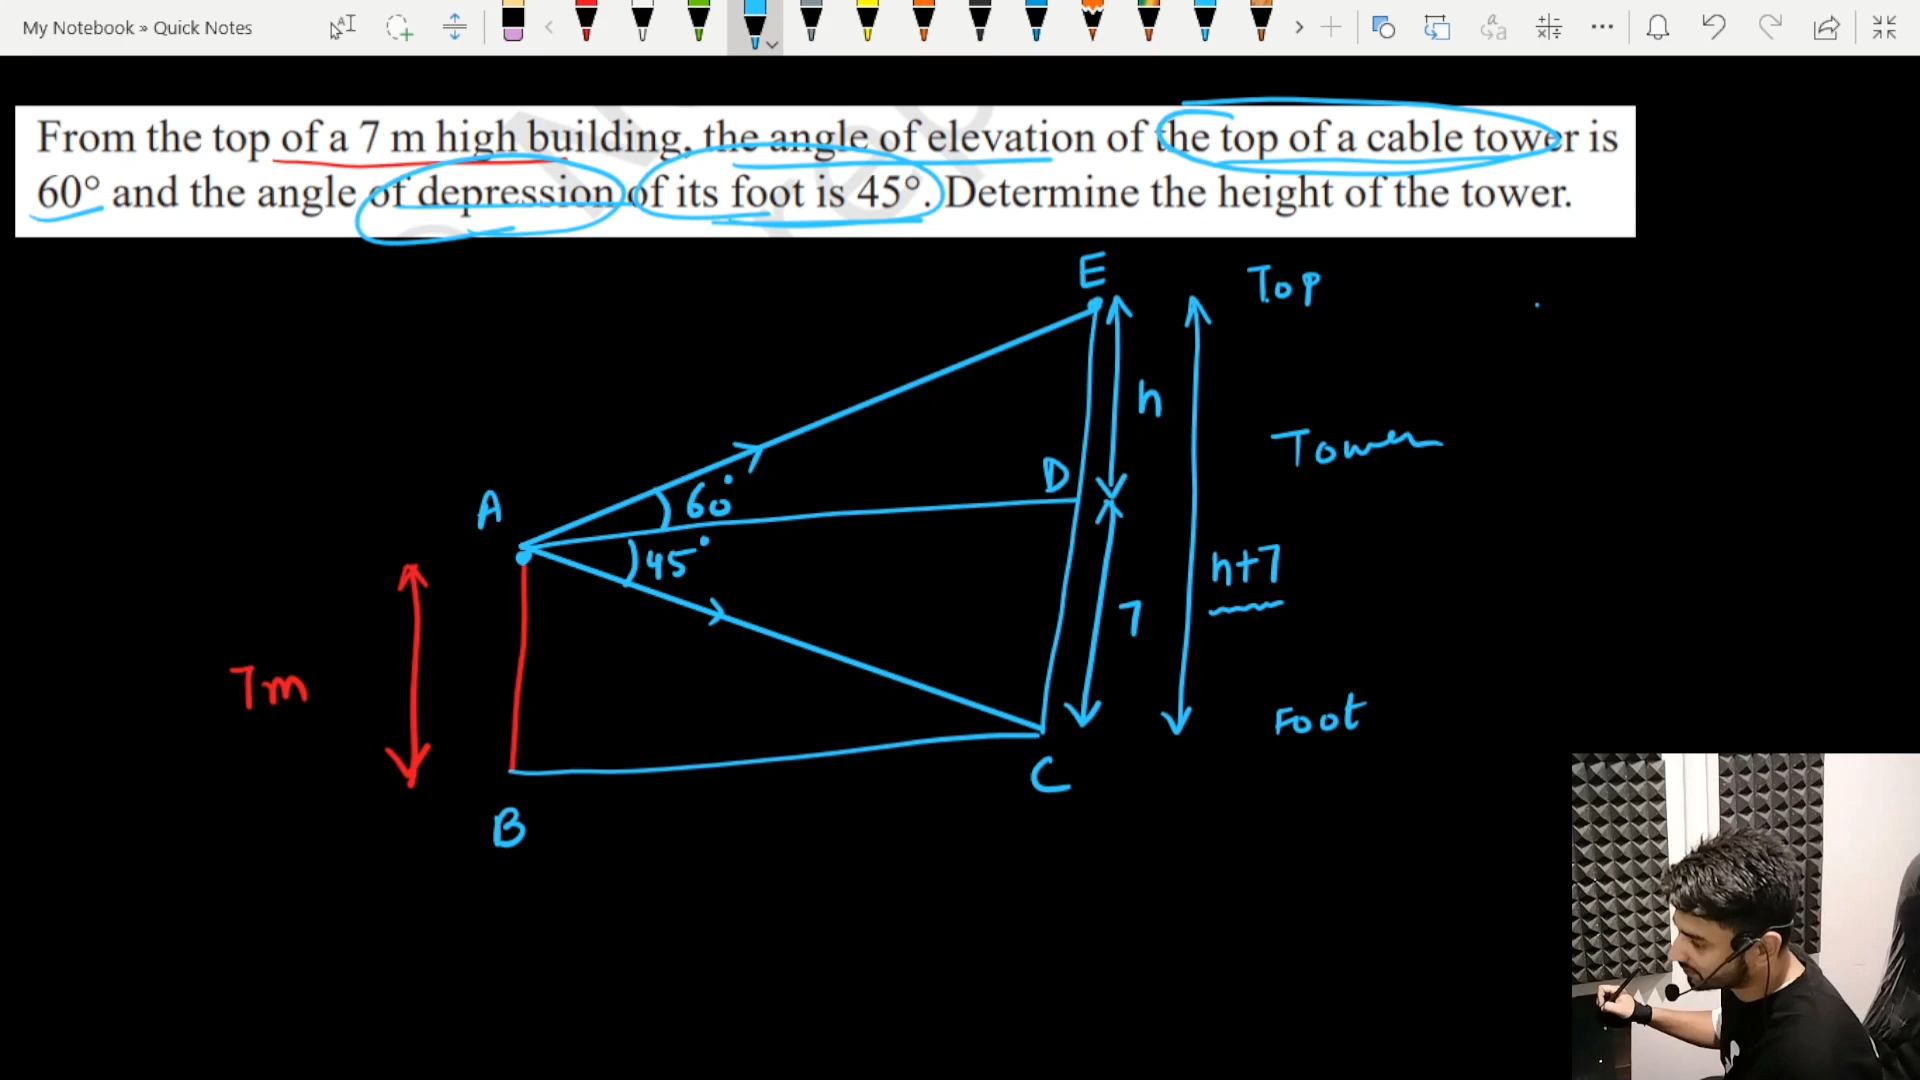 My Notebook » Quick Notes
From the top of a 7 m high building, the angle of elevation of the top of a cable tower is
60° and the angle of depression of its foot is 45°. Determine the height of the tower.
E
Top
h
Tower
D
A
60°
45°
h+7
7
7m
Foot
C
B